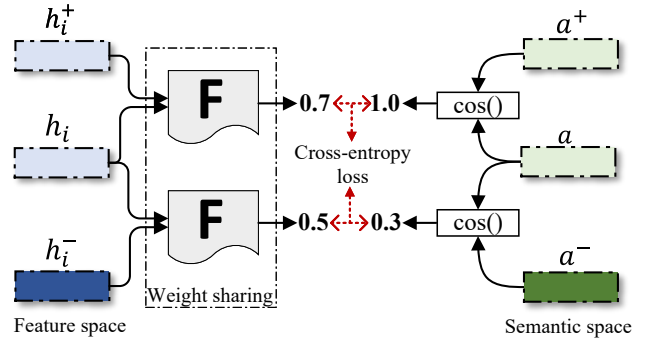 h_i^+
a^+
F
0.7
1.0
cos()
h_i
Cross-entropy
loss
a
F
0.5
0.3
cos()
h_i^-
a^-
Weight sharing
Feature space
Semantic space